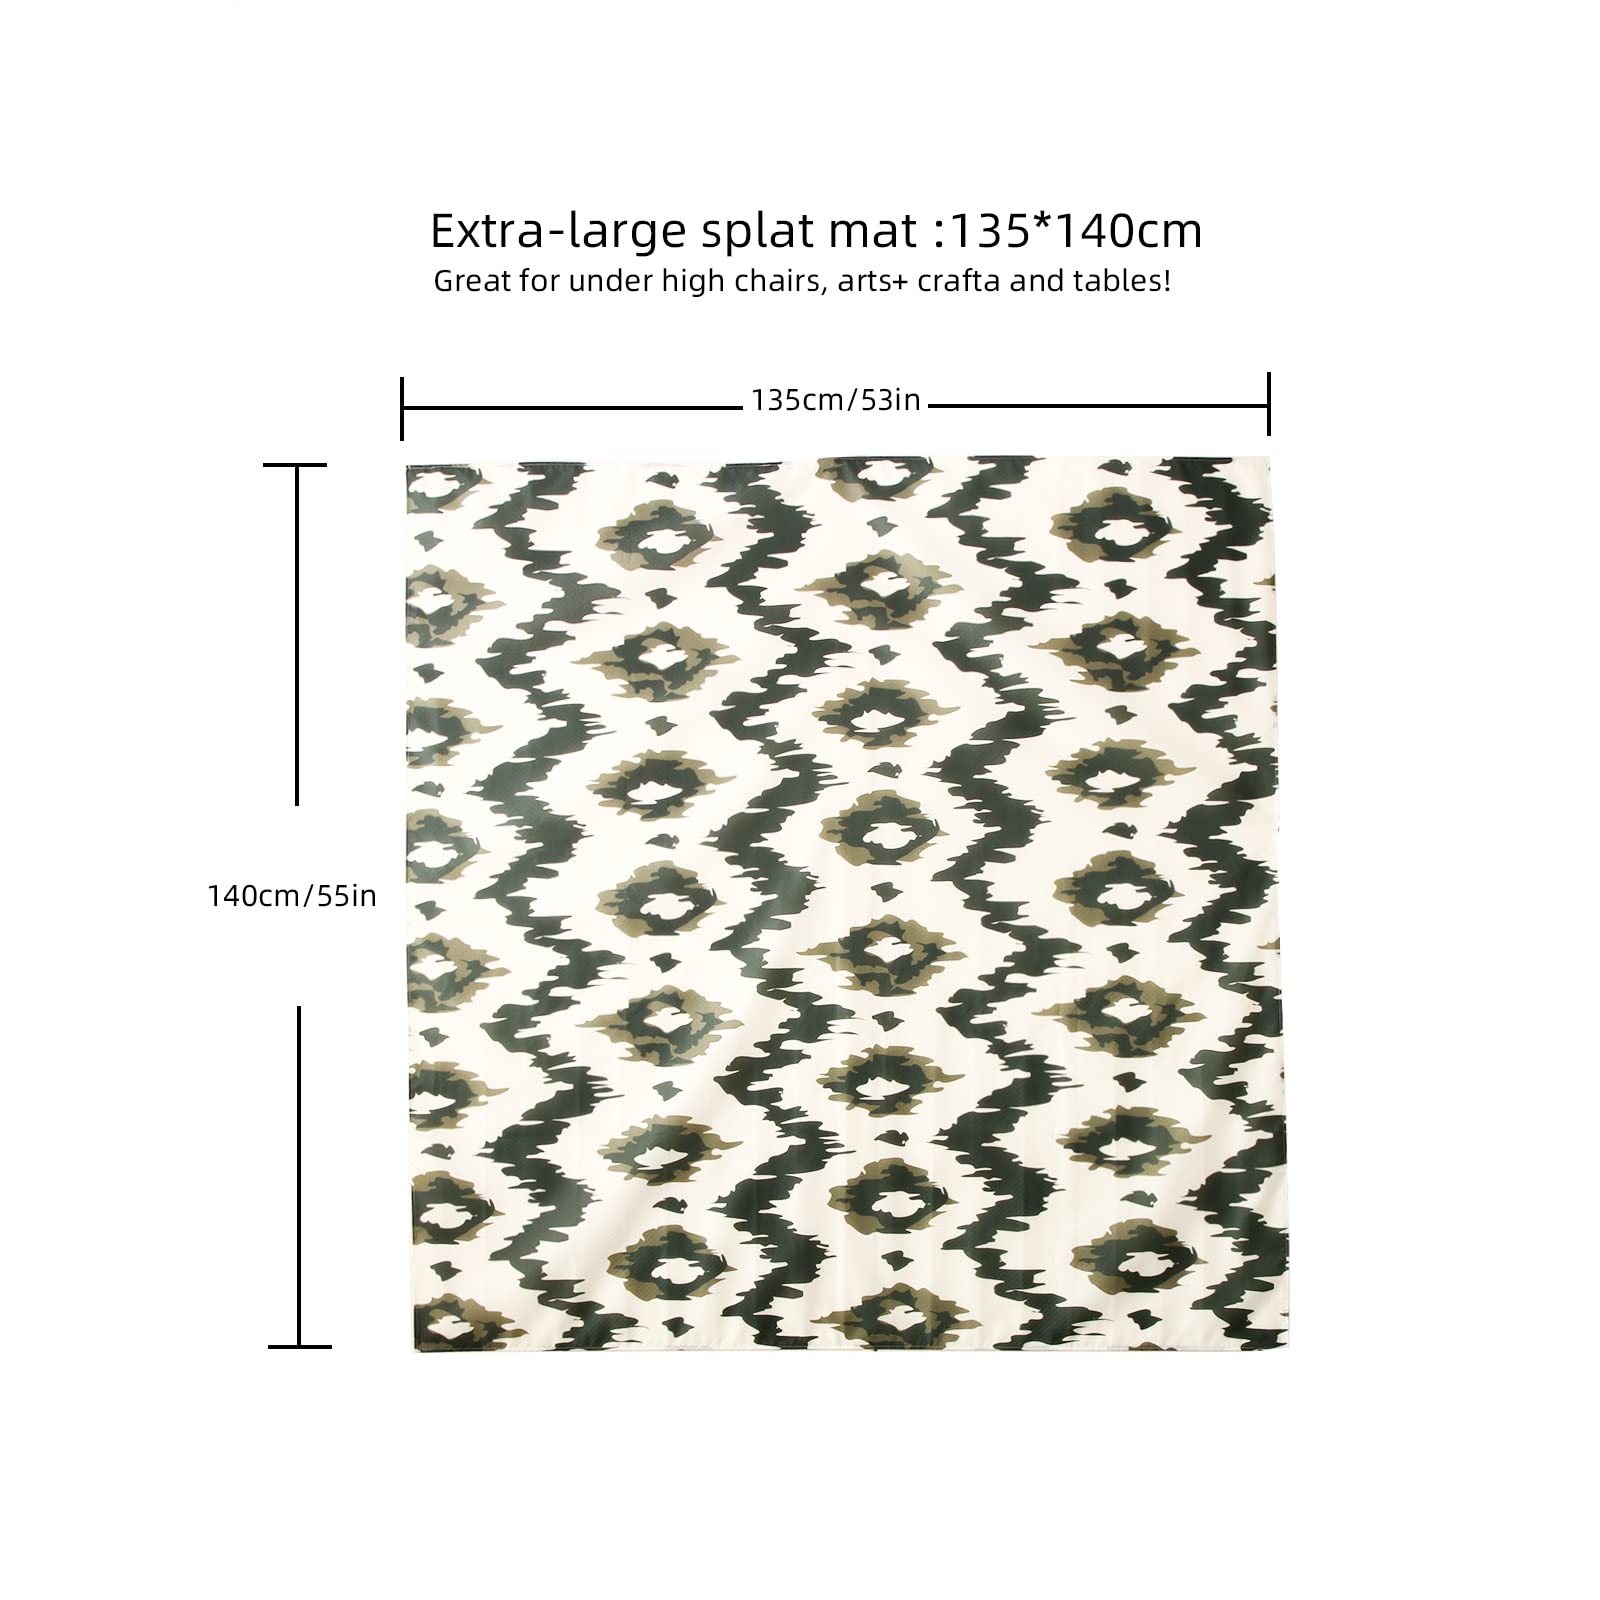 Extra-large splat mat :135*140cm
Great for under high chairs, arts+ crafta and tables!
135cm/53in
140cm/55in